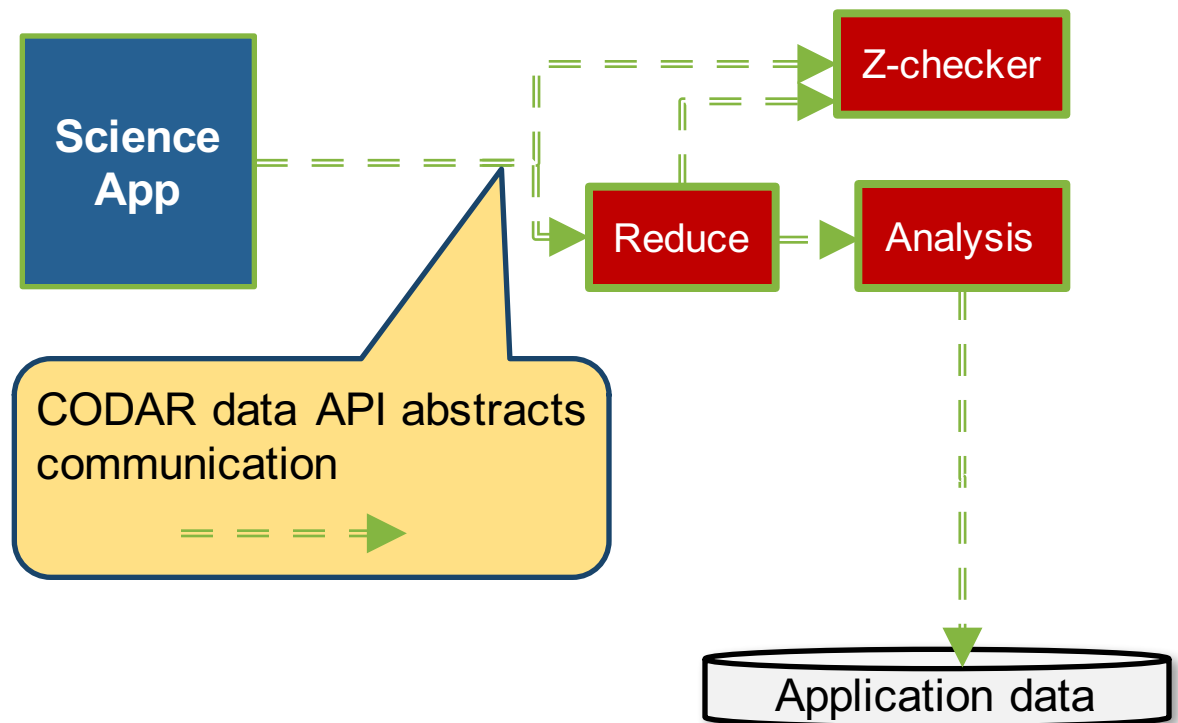 Science
App
Z-checker
Reduce
Analysis
CODAR data API abstracts
communication
Application data